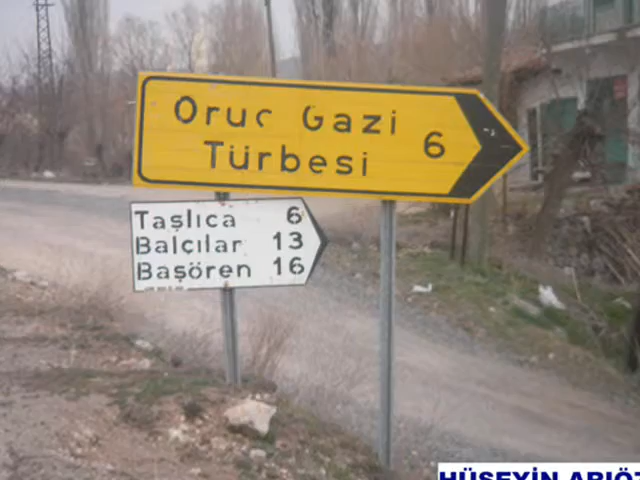 Oruc Gazi
Türbesi 6
Taşlıca 6
Balçılar 13
Başören 16
HÜSEYİN